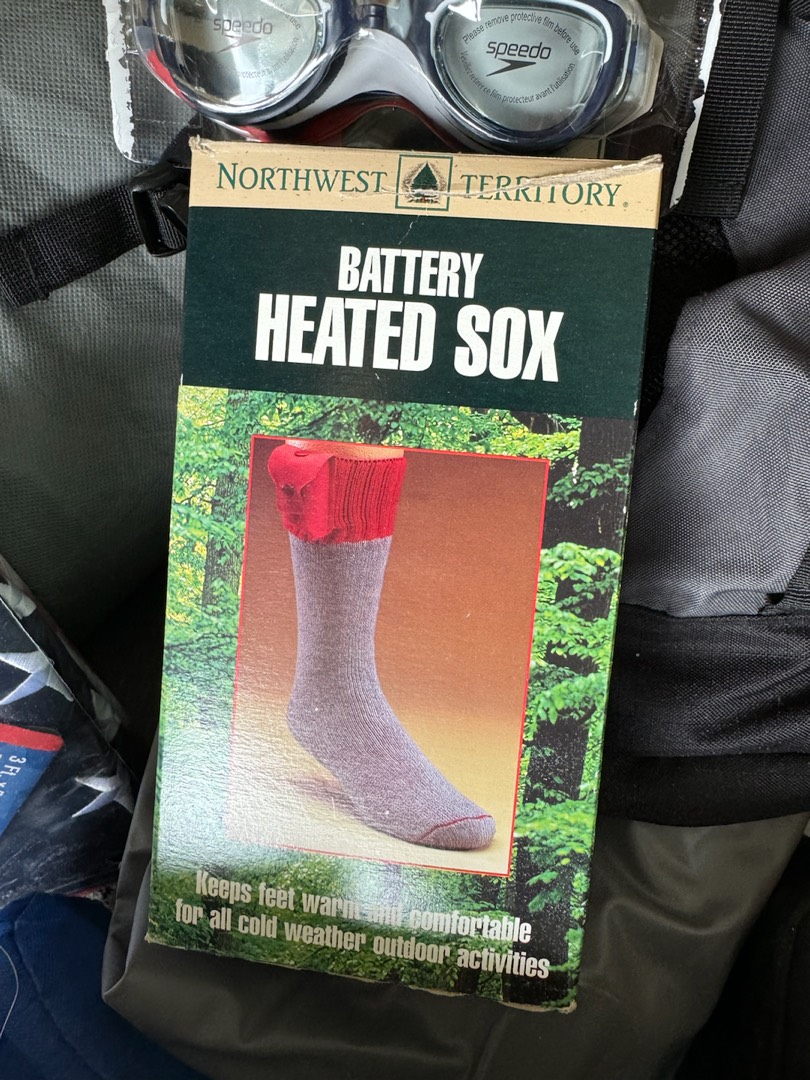 speedo
Please remove protective film before use
speedo
NORTHWEST TERRITORY
BATTERY
HEATED SOX
Keeps feet warm and comfortable
for all cold weather outdoor activities